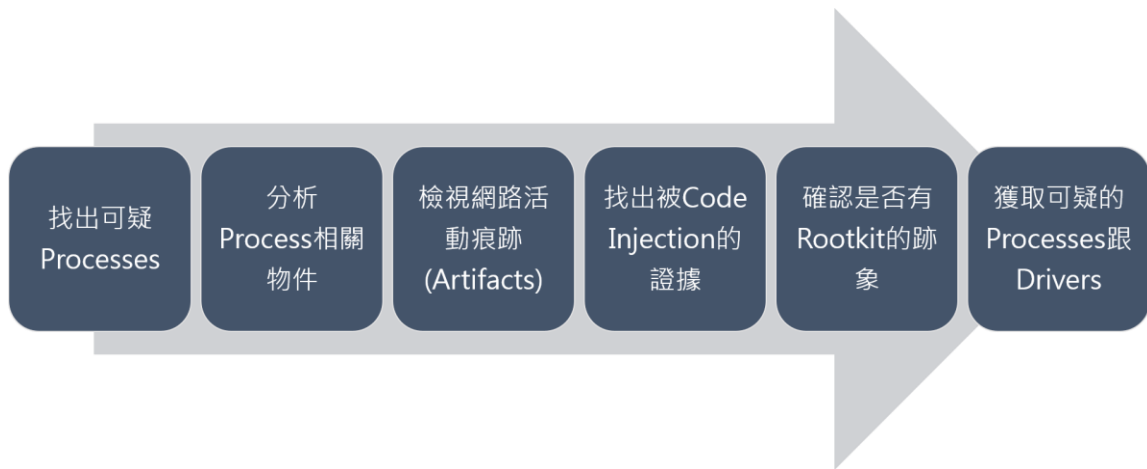 找出可疑
Processes
分析
Process相關
物件
檢視網路活
動痕跡
(Artifacts)
找出被Code
Injection的
證據
確認是否有
Rootkit的跡
象
獲取可疑的
Processes跟
Drivers